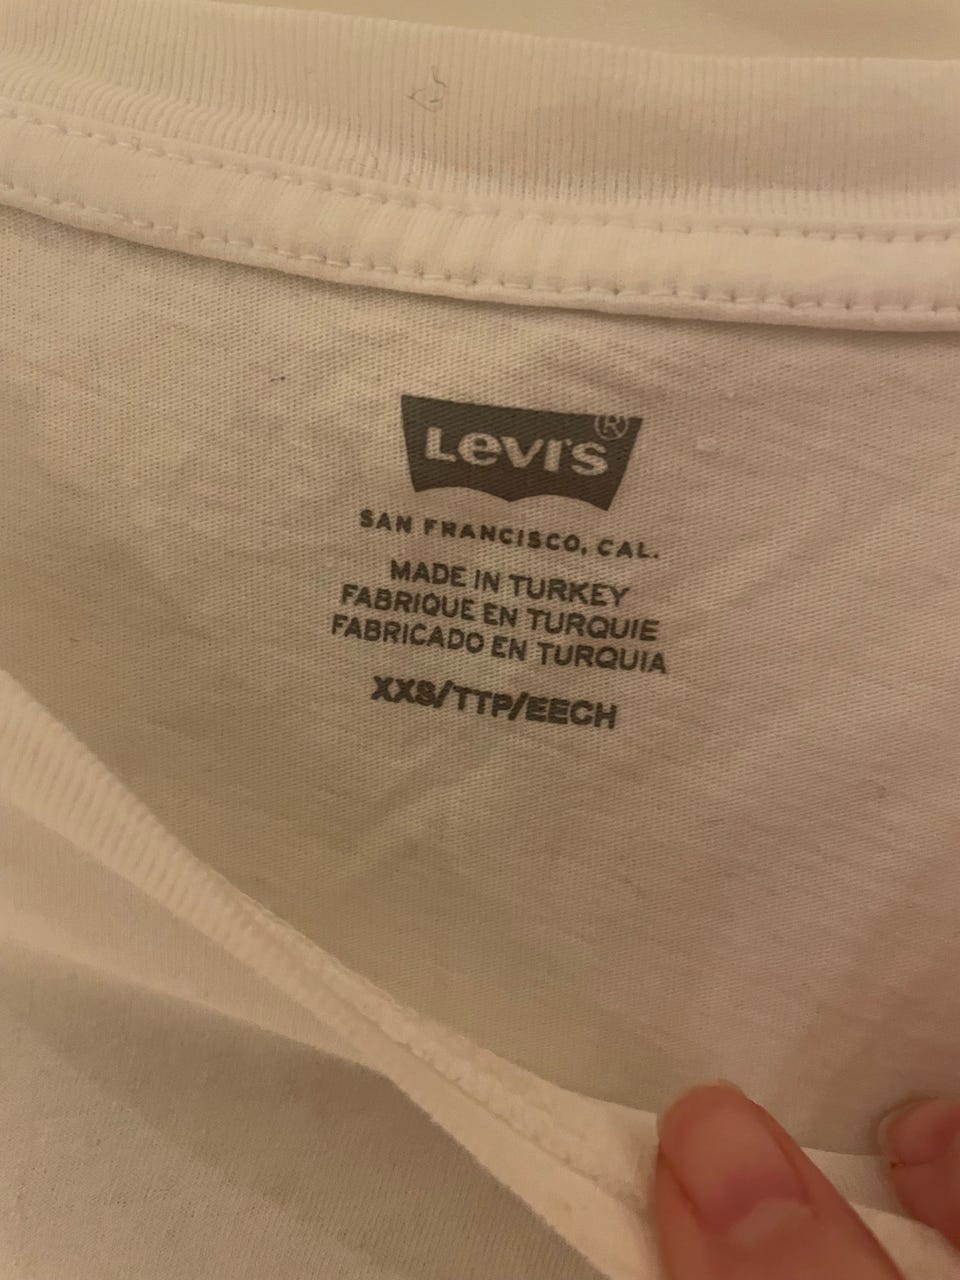 Levi's®
SAN FRANCISCO, CAL.
MADE IN TURKEY
FABRIQUE EN TURQUIE
FABRICADO EN TURQUIA
XXS/TTP/EECH